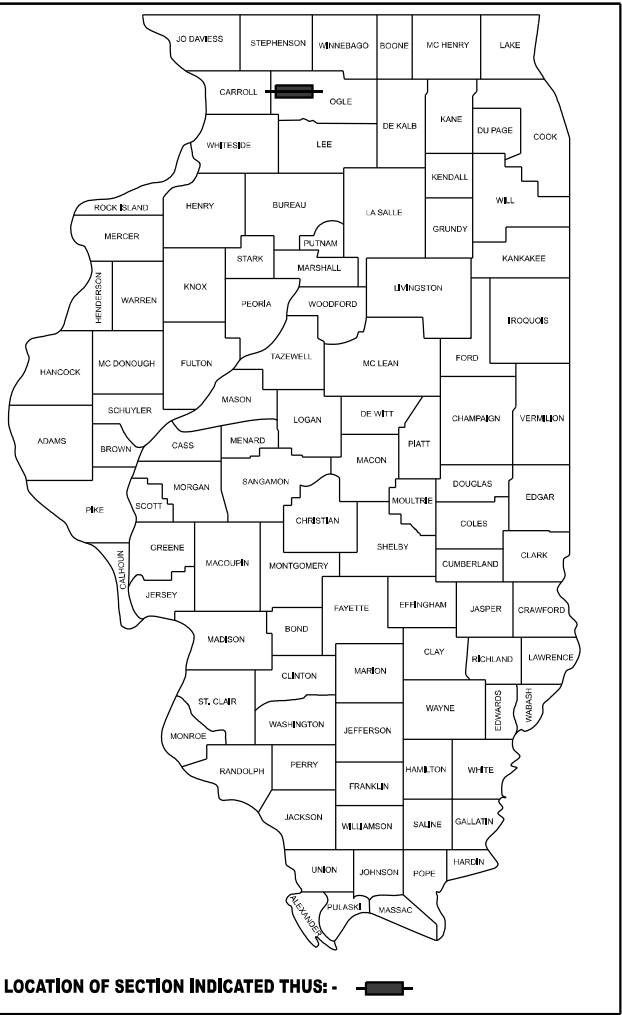 JO DAVIESS
STEPHENSON
WINNEBAGO
BOONE
MC HENRY
LAKE
CARROLL
OGLE
DE KALB
KANE
DU PAGE
COOK
WHITESIDE
LEE
KENDALL
WILL
ROCK ISLAND
HENRY
BUREAU
LA SALLE
GRUNDY
MERCER
PUTNAM
STARK
MARSHALL
KANKAKEE
HENDERSON
WARREN
KNOX
PEORIA
WOODFORD
LIVINGSTON
IROQUOIS
HANCOCK
MC DONOUGH
FULTON
TAZEWELL
MC LEAN
FORD
MASON
SCHUYLER
LOGAN
DE WITT
CHAMPAIGN
VERMILION
ADAMS
BROWN
CASS
MENARD
PIATT
MACON
MORGAN
SANGAMON
DOUGLAS
EDGAR
PIKE
SCOTT
MOULTRIE
CHRISTIAN
COLES
GREENE
MACOUPIN
MONTGOMERY
SHELBY
CUMBERLAND
CLARK
CALHOUN
JERSEY
FAYETTE
EFFINGHAM
JASPER
CRAWFORD
MADISON
BOND
CLAY
RICHLAND
LAWRENCE
CLINTON
MARION
ST. CLAIR
WAYNE
EDWARDS
WABASH
WASHINGTON
JEFFERSON
MONROE
RANDOLPH
PERRY
HAMILTON
WHITE
FRANKLIN
JACKSON
WILLIAMSON
SALINE
GALLATIN
UNION
JOHNSON
POPE
HARDIN
ALEXANDER
PULASKI
MASSAC
LOCATION OF SECTION INDICATED THUS: -